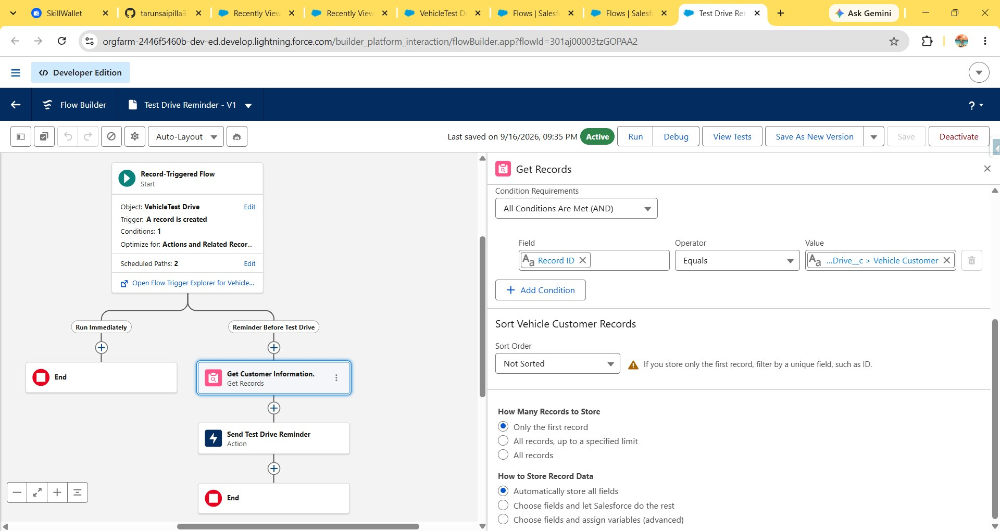 SkillWallet
tarunsaipilla3
Recently View
Recently View
VehicleTest D
Flows | Salesf
Flows | Salesfo
Test Drive Rem
Ask Gemini
orgfarm-2446f5460b-dev-ed.develop.lightning.force.com/builder_platform_interaction/flowBuilder.app?flowId=301aj00003tzGOPAA2
</> Developer Edition
Flow Builder
Test Drive Reminder - V1
?
Auto-Layout
Last saved on 9/16/2026, 09:35 PM
Active
Run
Debug
View Tests
Save As New Version
Save
Deactivate
Record-Triggered Flow
Start
Object: VehicleTest Drive
Edit
Trigger: A record is created
Conditions: 1
Optimize for: Actions and Related Recor...
Scheduled Paths: 2
Edit
Open Flow Trigger Explorer for Vehicle...
Run Immediately
Reminder Before Test Drive
End
Get Customer Information.
Get Records
Send Test Drive Reminder
Action
End
Get Records
Condition Requirements
All Conditions Are Met (AND)
Field
Operator
Value
Aa Record ID
Equals
Aa ...Drive__c > Vehicle Customer
+ Add Condition
Sort Vehicle Customer Records
Sort Order
Not Sorted
If you store only the first record, filter by a unique field, such as ID.
How Many Records to Store
Only the first record
All records, up to a specified limit
All records
How to Store Record Data
Automatically store all fields
Choose fields and let Salesforce do the rest
Choose fields and assign variables (advanced)